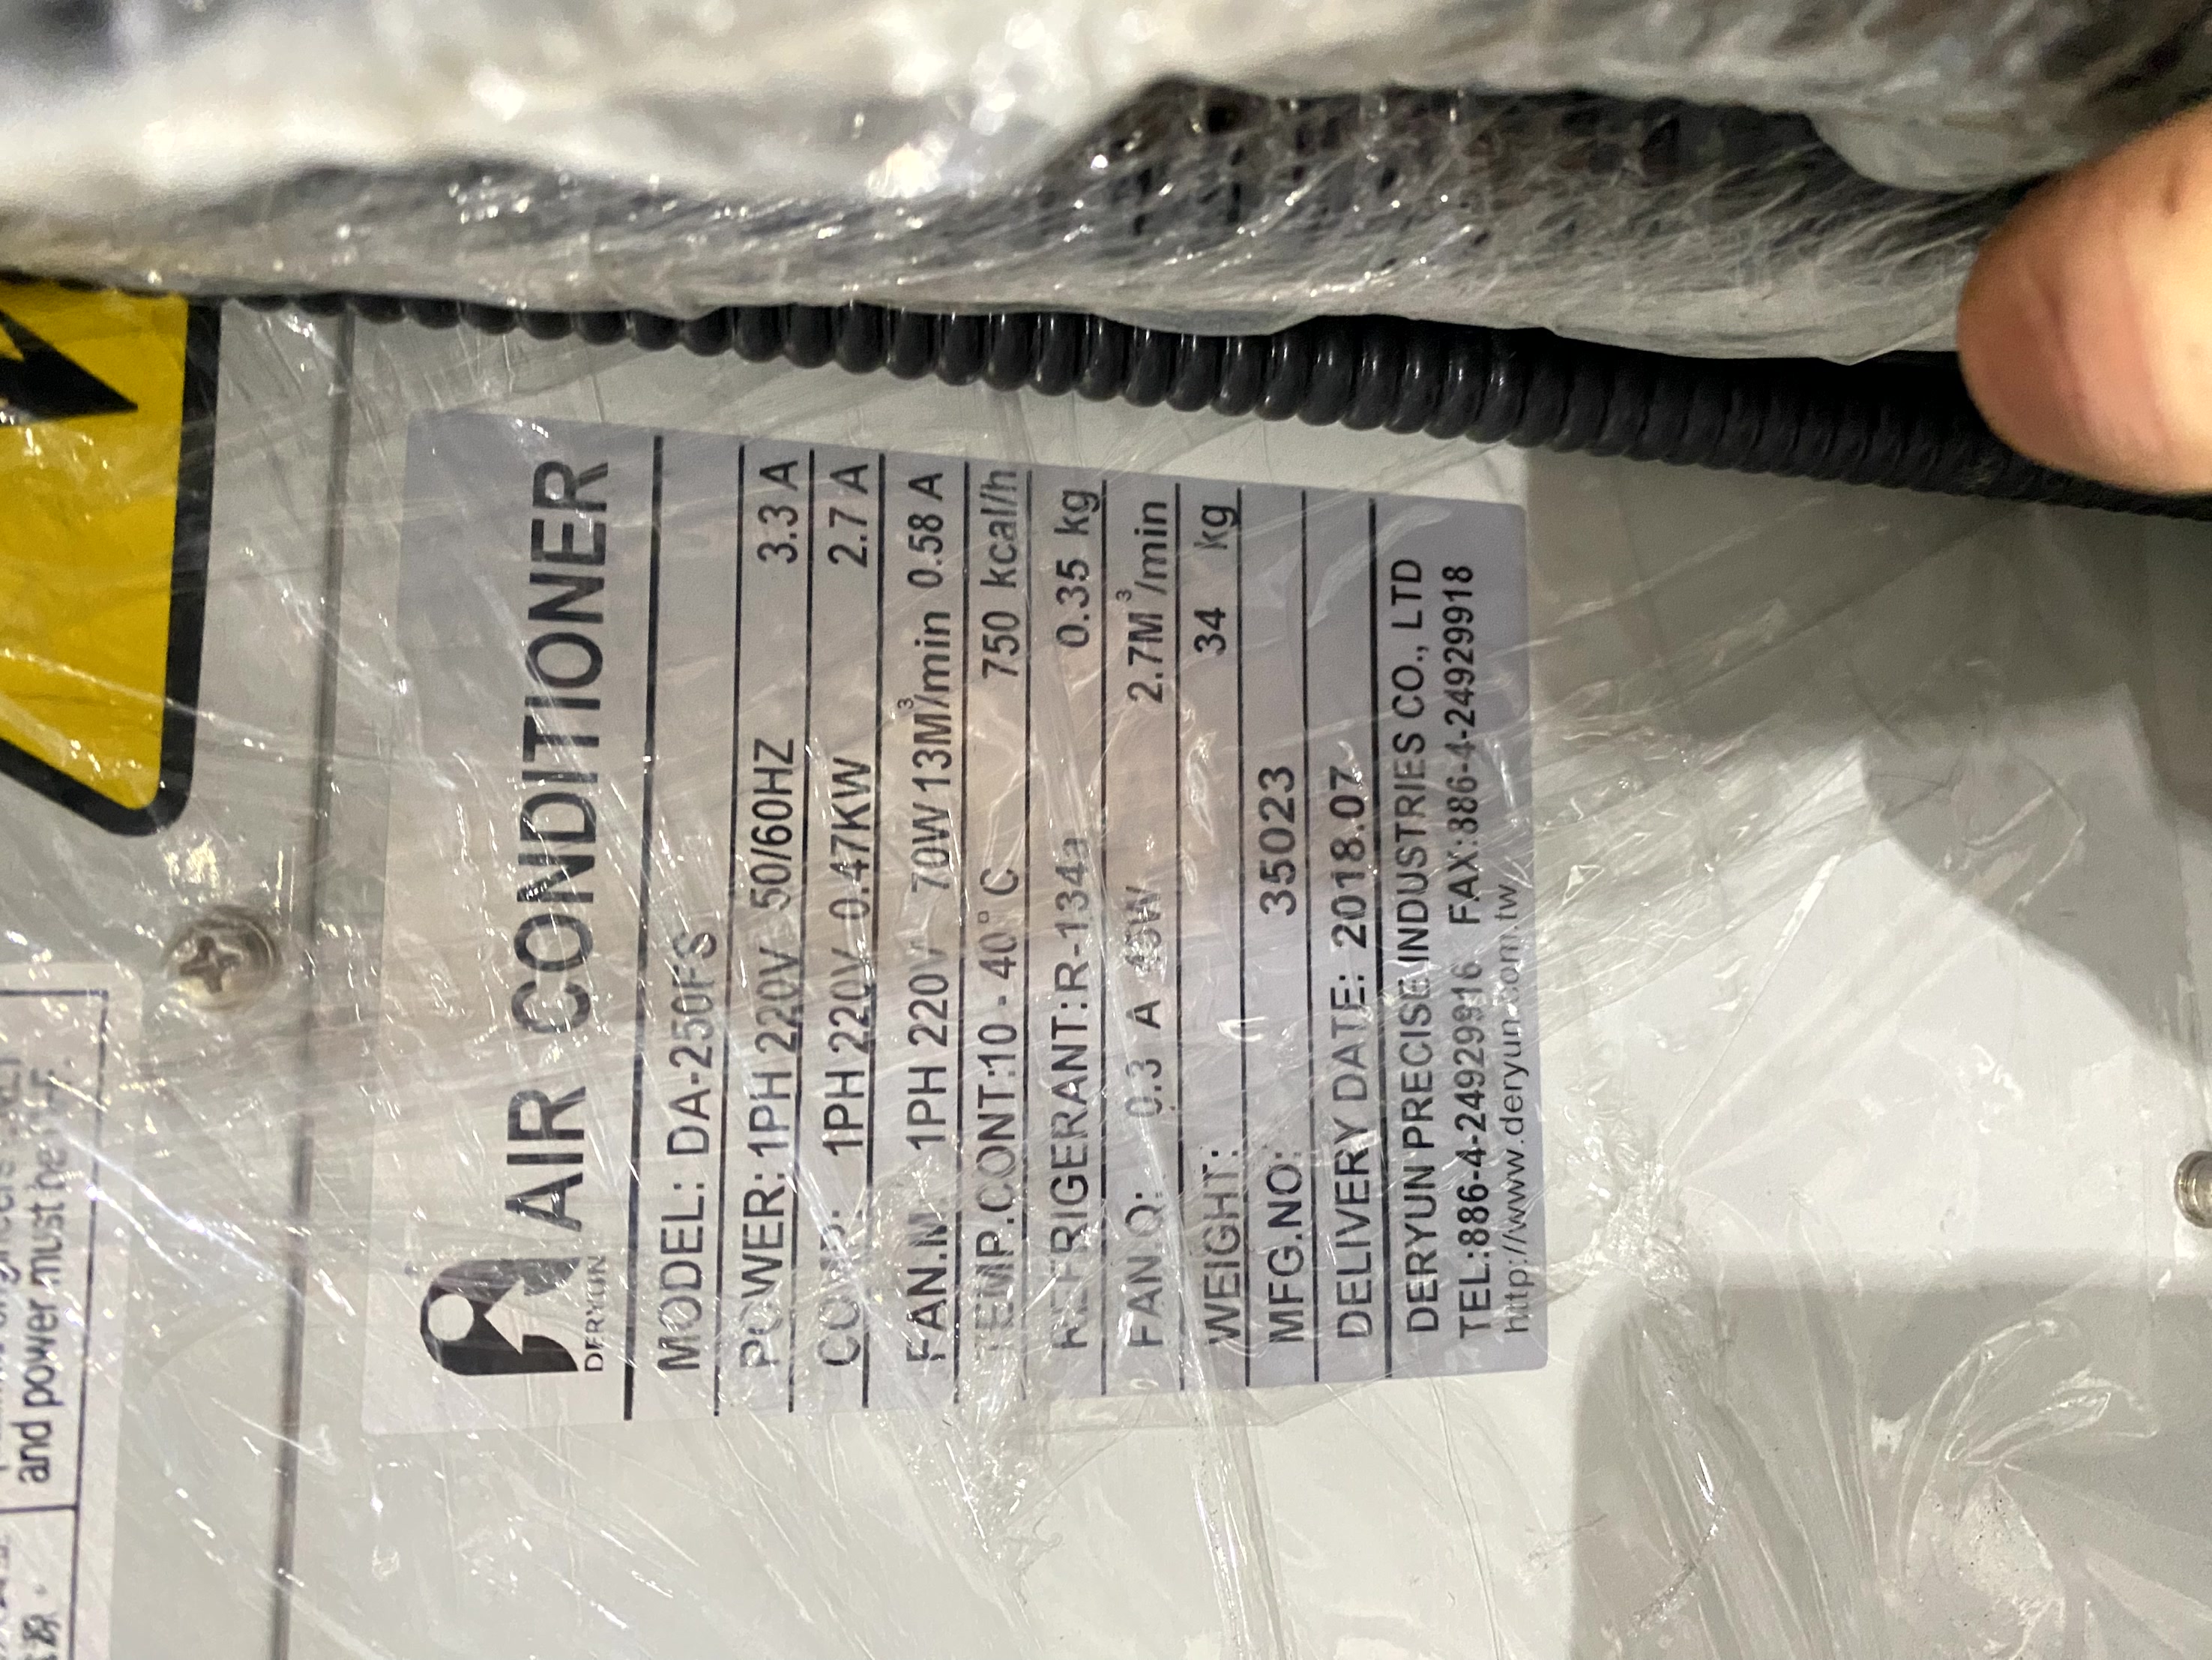 and power must be
DERYUN
AIR CONDITIONER
MODEL: DA-250FS
POWER: 1PH 220V 50/60HZ 3.3 A
COMP: 1PH 220V 0.47KW 2.7 A
FAN.M: 1PH 220V 70W 13M³/min 0.58 A
TEMP.CONT:10 - 40°C 750 kcal/h
REFRIGERANT:R-134a 0.35 kg
FAN.Q: 0.3 A 2.7M³/min
WEIGHT: 34 kg
MFG.NO: 35023
DELIVERY DATE: 2018.07
DERYUN PRECISE INDUSTRIES CO., LTD
TEL:886-4-24929916 FAX:886-4-24929918
http://www.deryun.com.tw